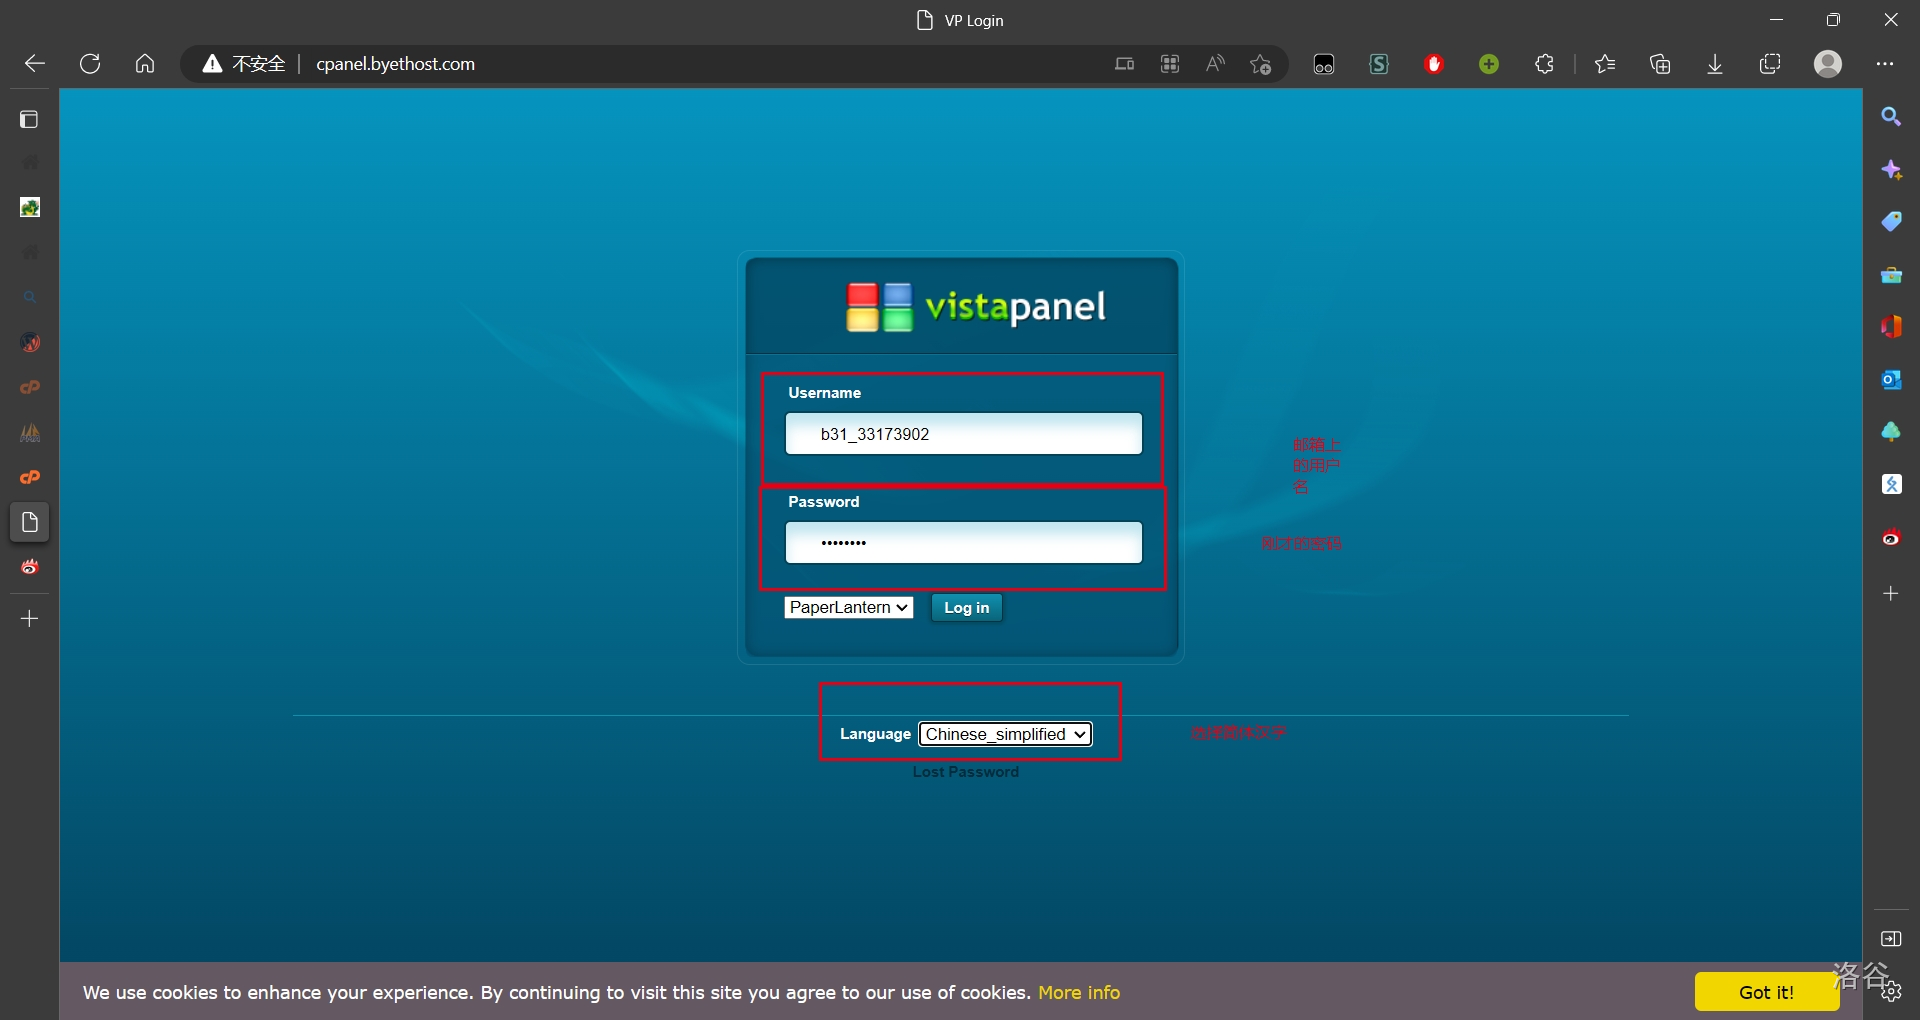 VP Login
不安全
cpanel.byethost.com
vistapanel
Username
b31_33173902
邮箱上
的用户
名
Password
刚才的密码
PaperLantern
Log in
Language
Chinese_simplified
选择简体汉字
Lost Password
We use cookies to enhance your experience. By continuing to visit this site you agree to our use of cookies. More info
Got it!
洛谷